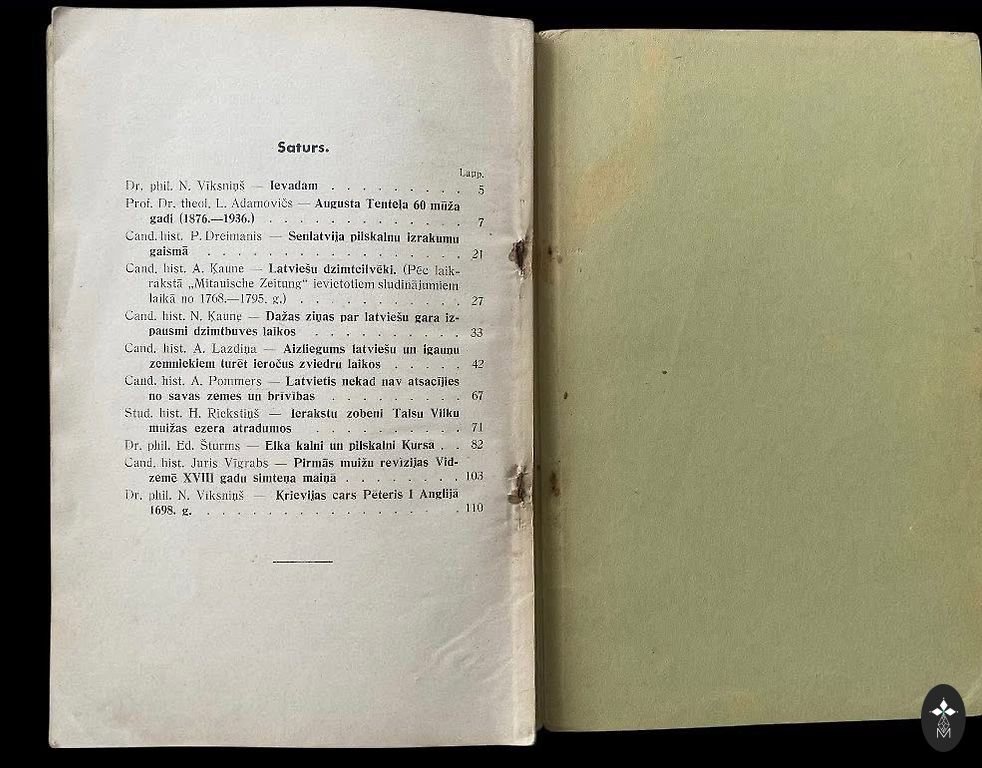 Saturs.
Lapp.
Dr. phil. N. Vīksniņš — Ievadam . . . . . . . . . 5
Prof. Dr. theol. L. Adamovičs — Augusta Tenteļa 60 mūža
gadi (1876.—1936.) . . . . . . . . . . . . . 7
Cand. hist. P. Dreimanis — Senlatvija pilskalnu izrakumu
gaismā . . . . . . . . . . . . . . . . . 21
Cand. hist. A. Kaune — Latviešu dzimtcilvēki. (Pēc laik-
rakstā „Mitauische Zeitung“ ievietotiem sludinājumiem
laikā no 1768.—1795. g.) . . . . . . . . . . . 27
Cand. hist. N. Kaune — Dažas ziņas par latviešu gara iz-
pausmi dzimtbuves laikos . . . . . . . . . . 33
Cand. hist. A. Lazdiņa — Aizliegums latviešu un igauņu
zemniekiem turēt ieročus zviedru laikos . . . . . 42
Cand. hist. A. Pommers — Latvietis nekad nav atsacījies
no savas zemes un brīvības . . . . . . . . . 67
Stud. hist. H. Riekstiņš — Ierakstu zobeni Talsu Vilku
muižas ezera atradumos . . . . . . . . . . 71
Dr. phil. Ed. Šturms — Elka kalni un pilskalni Kursā . . 82
Cand. hist. Juris Vīgrabs — Pirmās muižu revīzijas Vid-
zemē XVIII gadu simteņa maiņā . . . . . . . . 103
Dr. phil. N. Vīksniņš — Krievijas cars Pēteris I Anglijā
1698. g. . . . . . . . . . . . . . . . . . 110
M